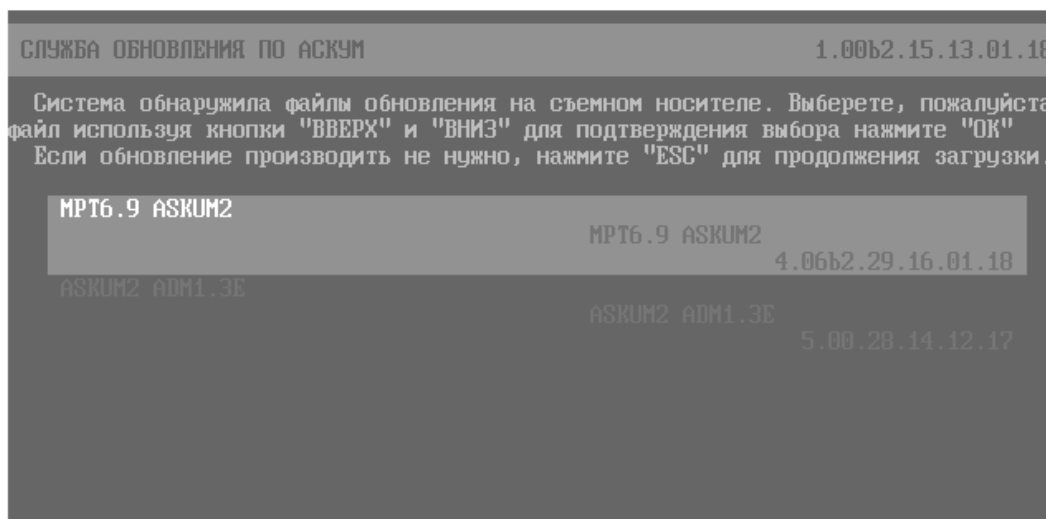 СЛУЖБА ОБНОВЛЕНИЯ ПО АСКУМ 1.00b2.15.13.01.18
Система обнаружила файлы обновления на съемном носителе. Выберете, пожалуйста
файл используя кнопки "ВВЕРХ" и "ВНИЗ" для подтверждения выбора нажмите "ОК"
Если обновление производить не нужно, нажмите "ESC" для продолжения загрузки.
МРТ6.9 ASKUM2
МРТ6.9 ASKUM2
4.06b2.29.16.01.18
ASKUM2 ADM1.3E
ASKUM2 ADM1.3E
5.00.28.14.12.17